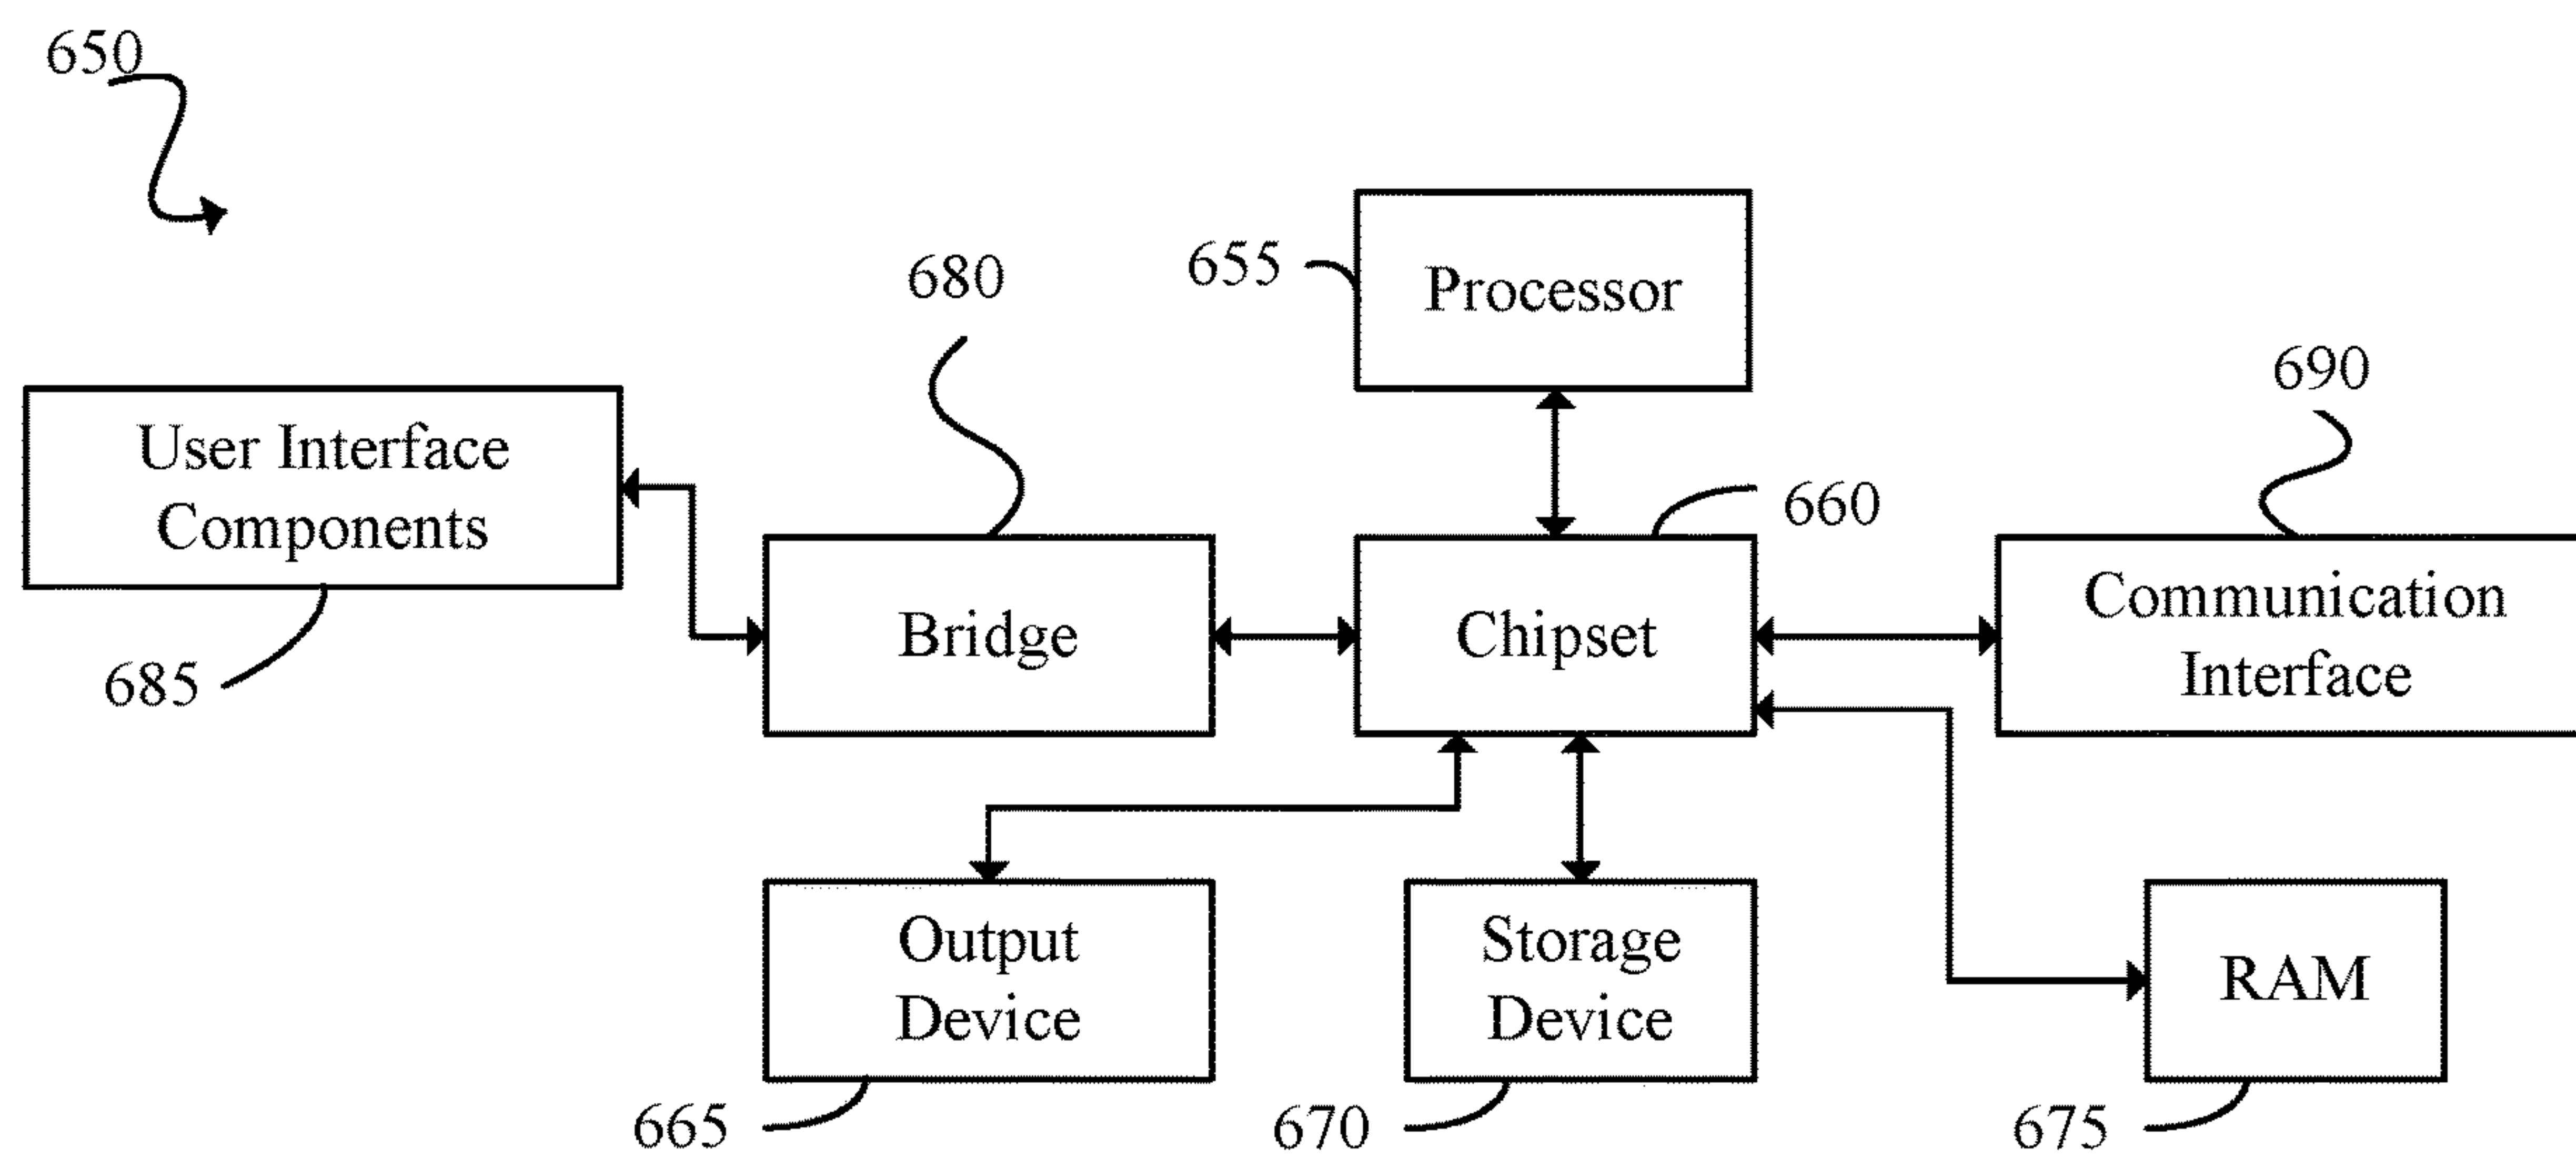 650
680
655
Processor
690
User Interface
Components
660
685
Bridge
Chipset
Communication
Interface
Output
Device
Storage
Device
RAM
665
670
675